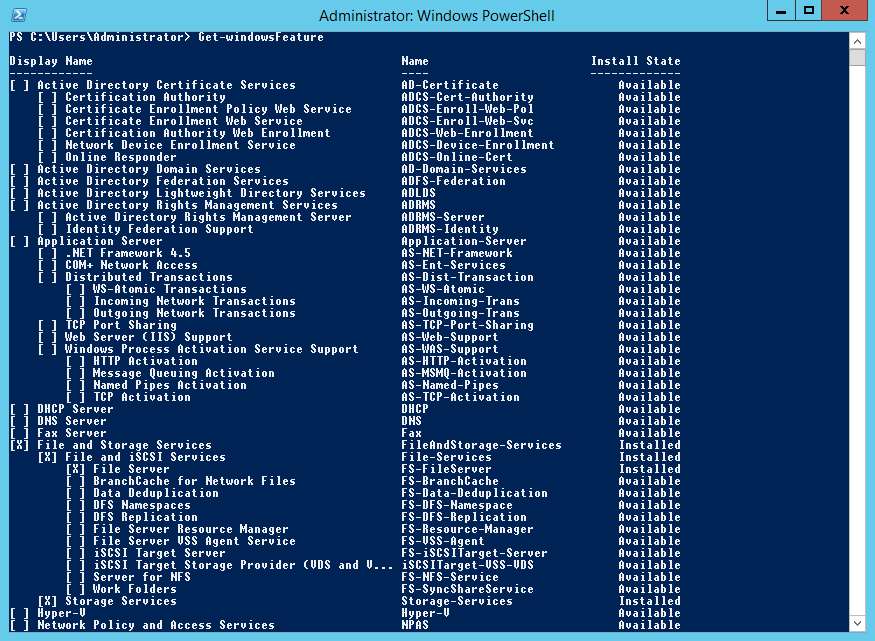 Administrator: Windows PowerShell
PS C:\Users\Administrator> Get-windowsFeature
Display Name Name Install State
------------ ---- -------------
[ ] Active Directory Certificate Services AD-Certificate Available
[ ] Certification Authority ADCS-Cert-Authority Available
[ ] Certificate Enrollment Policy Web Service ADCS-Enroll-Web-Pol Available
[ ] Certificate Enrollment Web Service ADCS-Enroll-Web-Svc Available
[ ] Certification Authority Web Enrollment ADCS-Web-Enrollment Available
[ ] Network Device Enrollment Service ADCS-Device-Enrollment Available
[ ] Online Responder ADCS-Online-Cert Available
[ ] Active Directory Domain Services AD-Domain-Services Available
[ ] Active Directory Federation Services ADFS-Federation Available
[ ] Active Directory Lightweight Directory Services ADLDS Available
[ ] Active Directory Rights Management Services ADRMS Available
[ ] Active Directory Rights Management Server ADRMS-Server Available
[ ] Identity Federation Support ADRMS-Identity Available
[ ] Application Server Application-Server Available
[ ] .NET Framework 4.5 AS-NET-Framework Available
[ ] COM+ Network Access AS-Ent-Services Available
[ ] Distributed Transactions AS-Dist-Transaction Available
[ ] WS-Atomic Transactions AS-WS-Atomic Available
[ ] Incoming Network Transactions AS-Incoming-Trans Available
[ ] Outgoing Network Transactions AS-Outgoing-Trans Available
[ ] TCP Port Sharing AS-TCP-Port-Sharing Available
[ ] Web Server (IIS) Support AS-Web-Support Available
[ ] Windows Process Activation Service Support AS-WAS-Support Available
[ ] HTTP Activation AS-HTTP-Activation Available
[ ] Message Queuing Activation AS-MSMQ-Activation Available
[ ] Named Pipes Activation AS-Named-Pipes Available
[ ] TCP Activation AS-TCP-Activation Available
[ ] DHCP Server DHCP Available
[ ] DNS Server DNS Available
[ ] Fax Server Fax Available
[X] File and Storage Services FileAndStorage-Services Installed
[X] File and iSCSI Services File-Services Installed
[X] File Server FS-FileServer Installed
[ ] BranchCache for Network Files FS-BranchCache Available
[ ] Data Deduplication FS-Data-Deduplication Available
[ ] DFS Namespaces FS-DFS-Namespace Available
[ ] DFS Replication FS-DFS-Replication Available
[ ] File Server Resource Manager FS-Resource-Manager Available
[ ] File Server VSS Agent Service FS-VSS-Agent Available
[ ] iSCSI Target Server FS-iSCSITarget-Server Available
[ ] iSCSI Target Storage Provider (VDS and V... iSCSITarget-VSS-VDS Available
[ ] Server for NFS FS-NFS-Service Available
[ ] Work Folders FS-SyncShareService Available
[X] Storage Services Storage-Services Installed
[ ] Hyper-V Hyper-V Available
[ ] Network Policy and Access Services NPAS Available